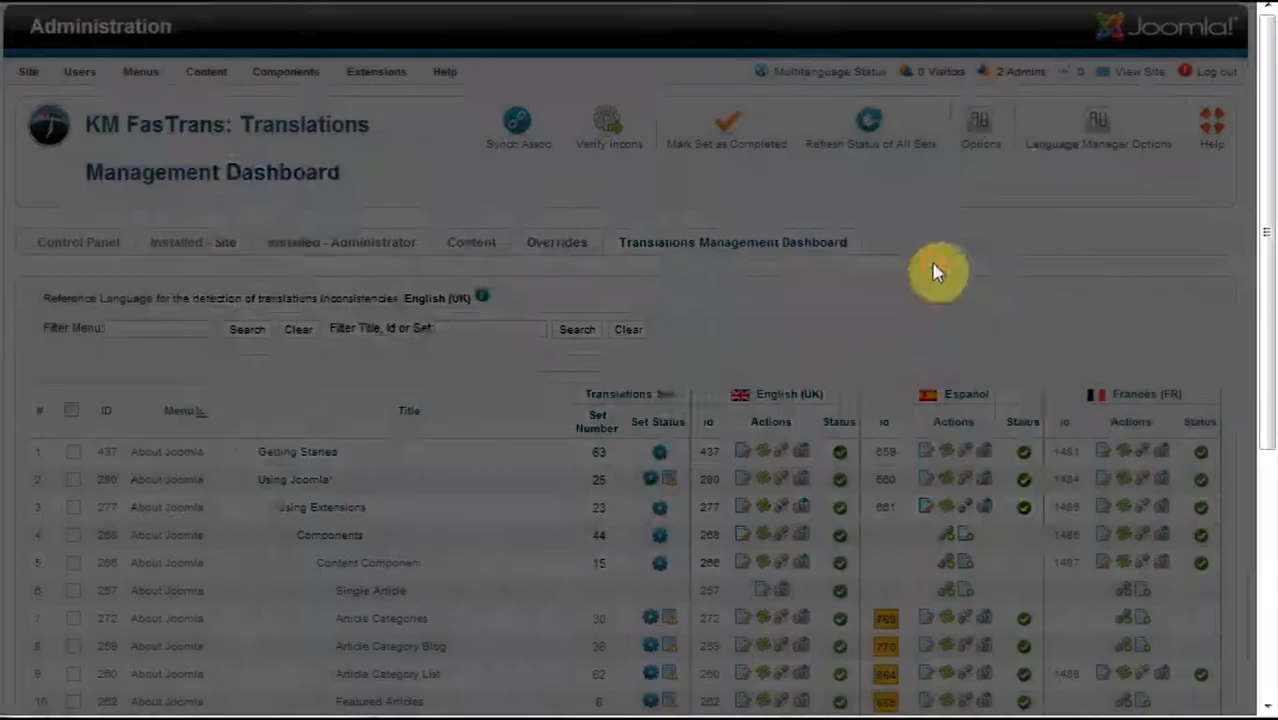 Administration
Joomla!
Site Users Menus Content Components Extensions Help Multilanguage Status 0 Visitors 2 Admins 0 View Site Log out
KM FasTrans: Translations
Management Dashboard
Synch Assoc Verify Incons Mark Set as Completed Refresh Status of All Sets Options Language Manager Options Help
Control Panel Installed - Site Installed - Administrator Content Overrides Translations Management Dashboard
Reference Language for the detection of translations inconsistencies English (UK)
Filter Menu: Search Clear Filter Title, Id or Set: Search Clear
Translations English (UK) Español Frances (FR)
# ID Menu Title Set Number Set Status id Actions Status id Actions Status id Actions Status
1 437 About Joomla Getting Started 63 437 659 1481
2 280 About Joomla Using Joomla! 25 280 660 1484
3 277 About Joomla Using Extensions 23 277 661 1485
4 268 About Joomla Components 44 268 1486
5 266 About Joomla Content Component 15 266 1487
6 257 About Joomla Single Article 257
7 272 About Joomla Article Categories 30 272 769
8 259 About Joomla Article Category Blog 36 259 770
9 260 About Joomla Article Category List 62 260 664 1488
10 262 About Joomla Featured Articles 6 262